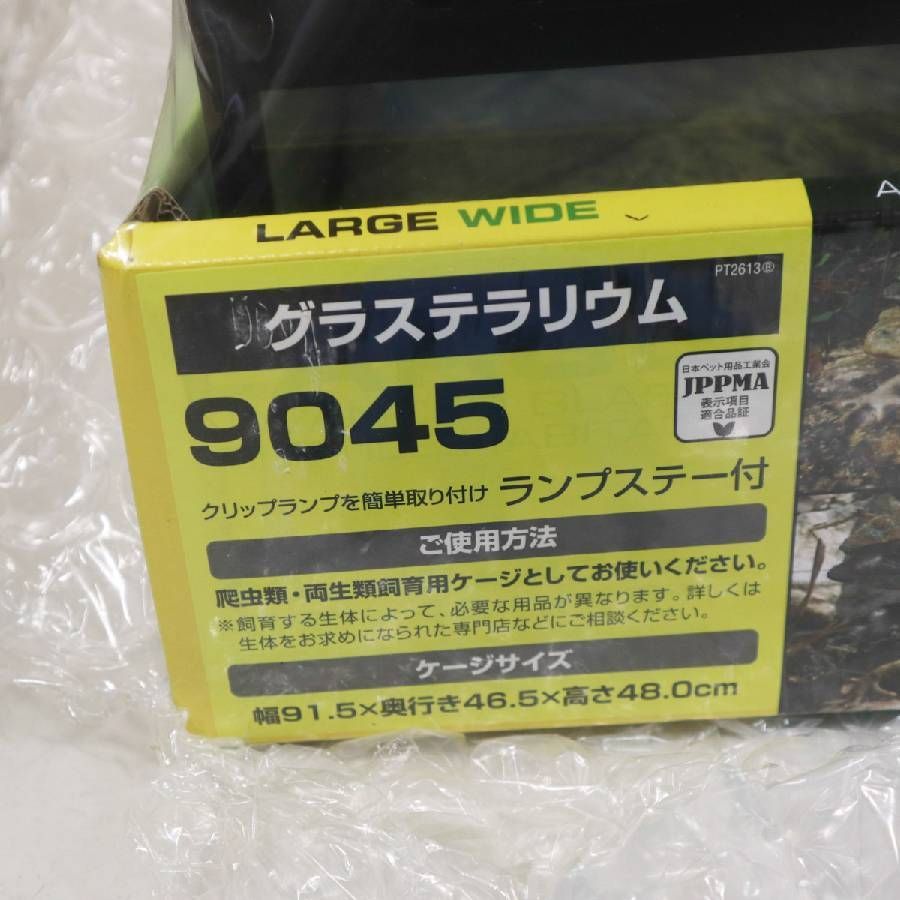 LARGE WIDE
PT2613Ⓑ
グラステラリウム
9045
日本ペット用品工業会
JPPMA
表示項目
適合品証
クリップランプを簡単取り付け ランプステー付
ご使用方法
爬虫類・両生類飼育用ケージとしてお使いください。
※飼育する生体によって、必要な用品が異なります。詳しくは
生体をお求めになられた専門店などにご相談ください。
ケージサイズ
幅91.5×奥行き46.5×高さ48.0cm
A